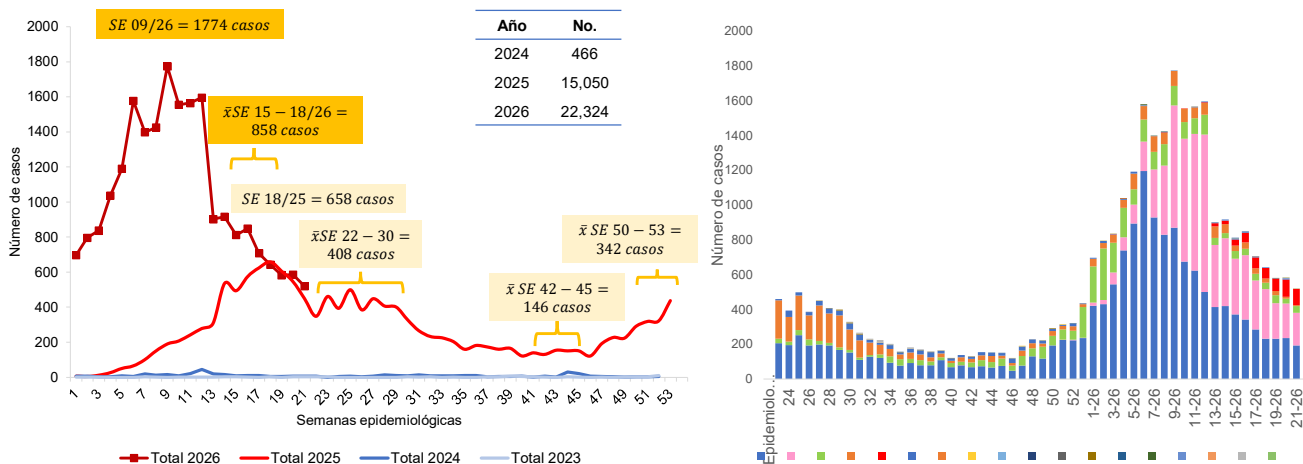 SE 09/26 = 1774 casos
x̄SE 15 − 18/26 =
858 casos
SE 18/25 = 658 casos
x̄SE 22 − 30 =
408 casos
x̄ SE 42 − 45 =
146 casos
x̄ SE 50 − 53 =
342 casos
Año No.
2024 466
2025 15,050
2026 22,324
Número de casos
2000
1800
1600
1400
1200
1000
800
600
400
200
0
1 3 5 7 9 11 13 15 17 19 21 23 25 27 29 31 33 35 37 39 41 43 45 47 49 51 53
Semanas epidemiológicas
Total 2026 Total 2025 Total 2024 Total 2023
Número de casos
2000
1800
1600
1400
1200
1000
800
600
400
200
0
Epidemiolo… 24 26 28 30 32 34 36 38 40 42 44 46 48 50 52 1-26 3-26 5-26 7-26 9-26 11-26 13-26 15-26 17-26 19-26 21-26